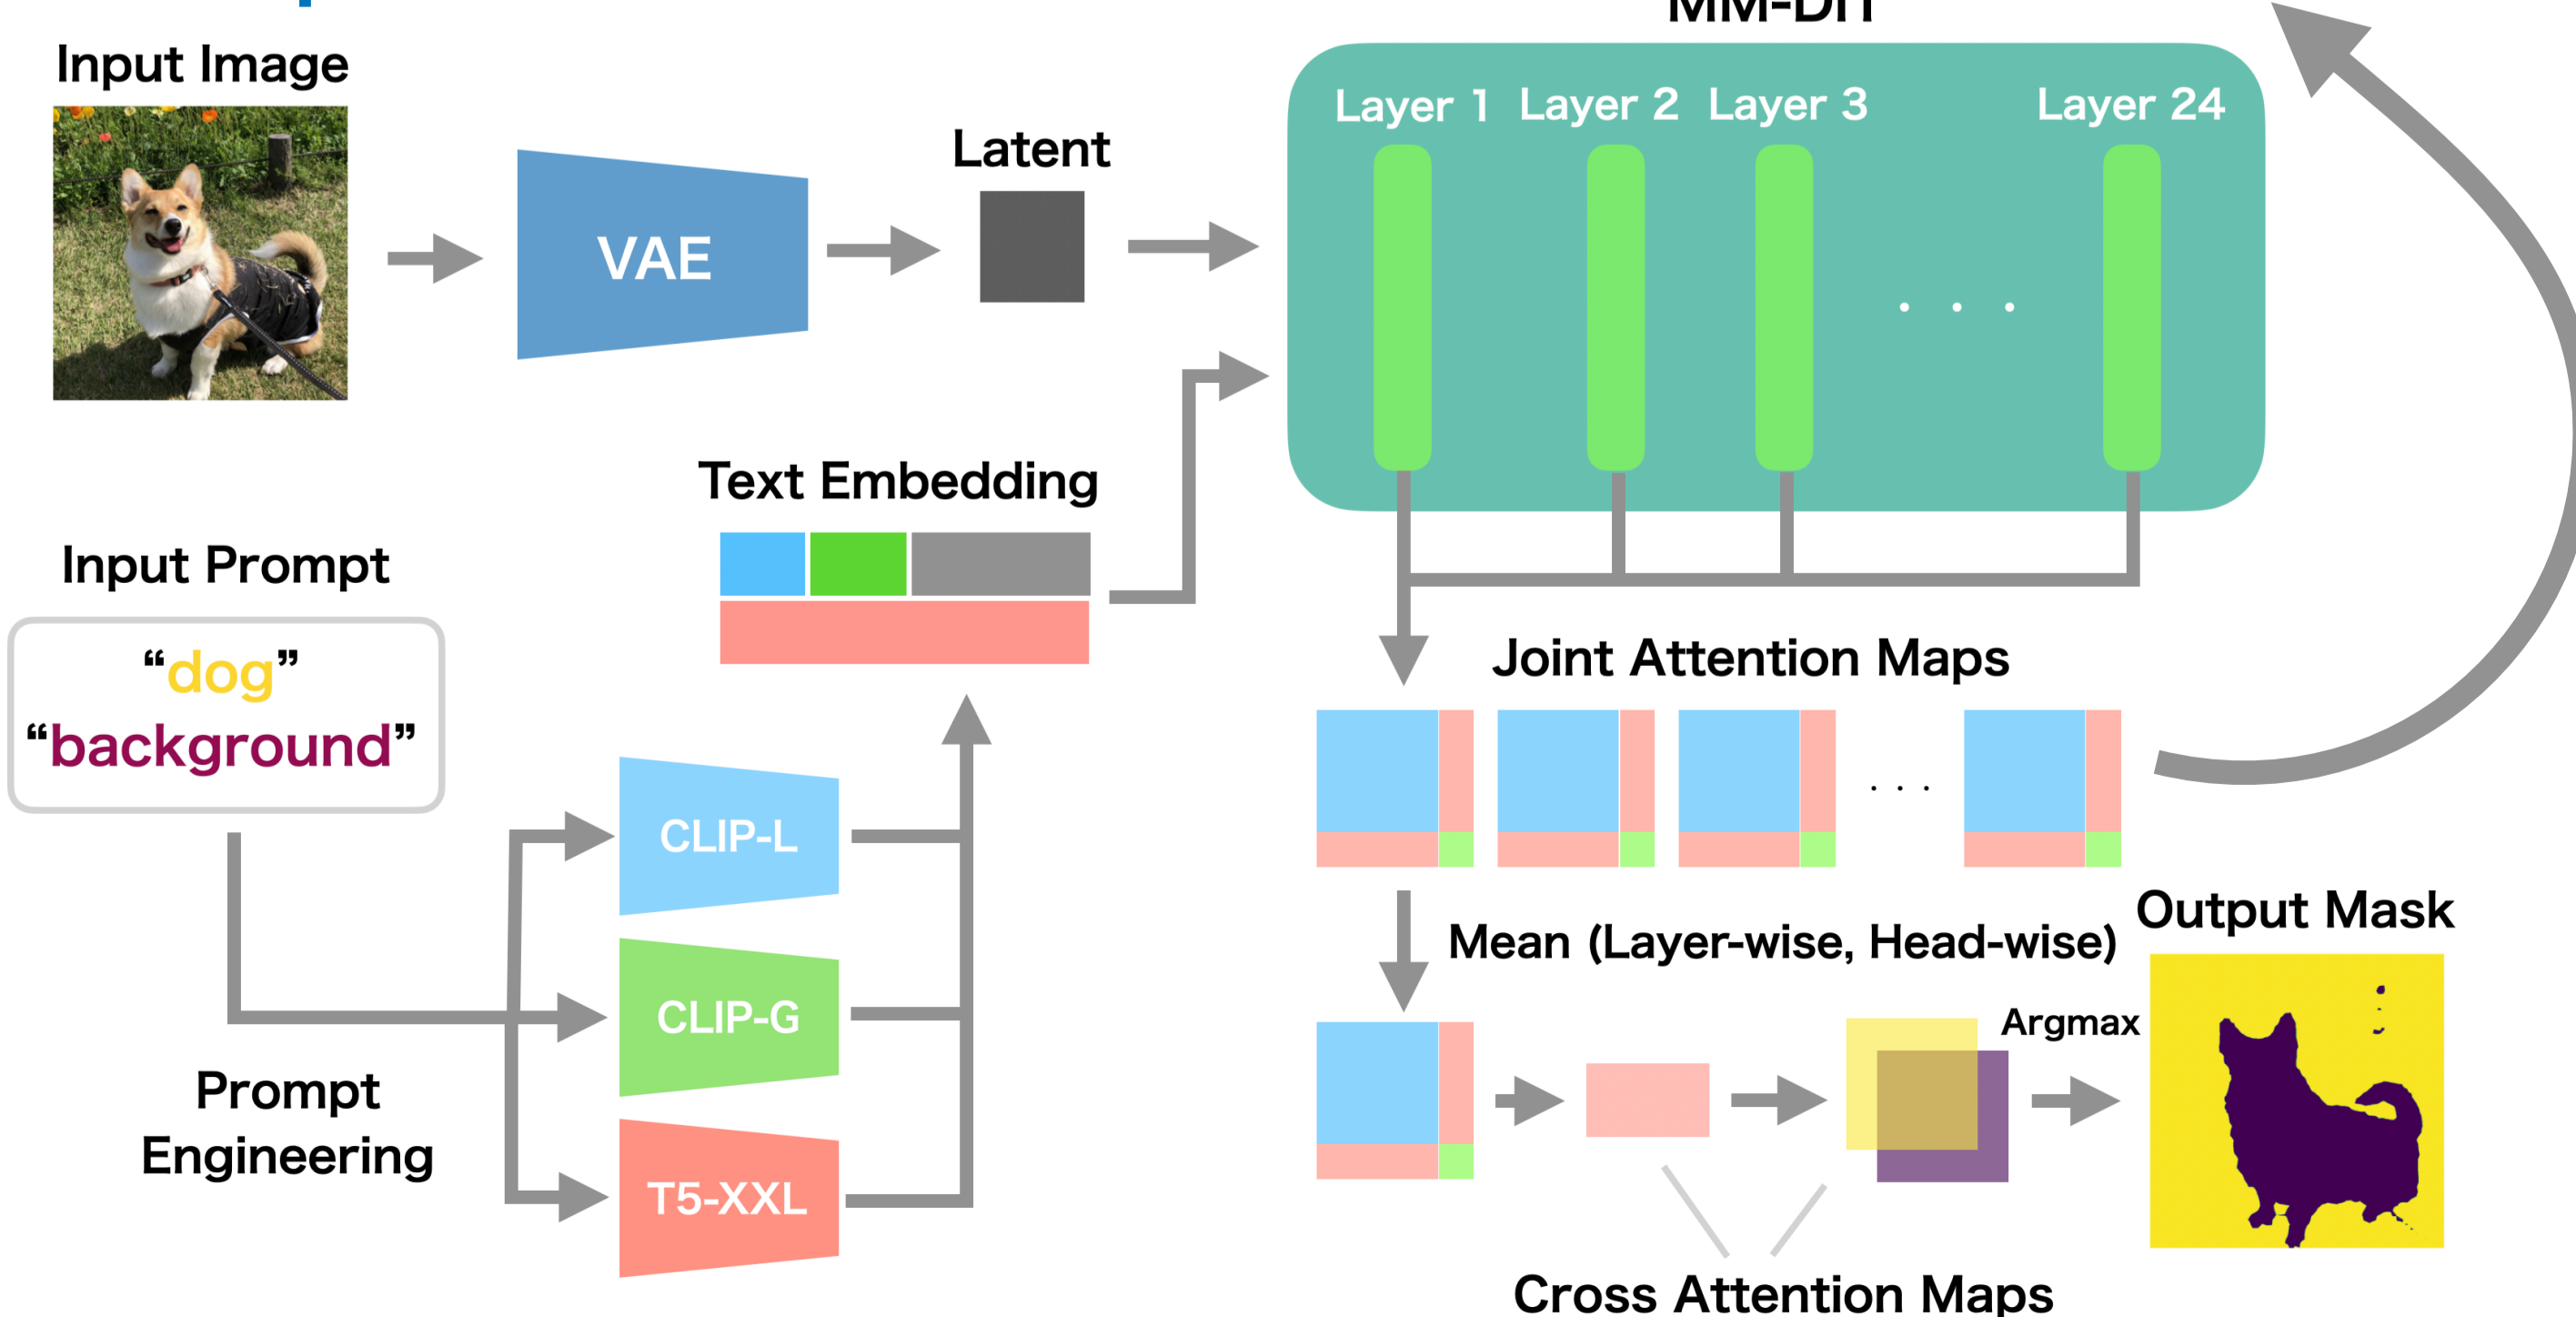 MM-DiT
Input Image
Layer 1
Layer 2
Layer 3
Layer 24
Latent
VAE
Text Embedding
Input Prompt
“dog”
“background”
Joint Attention Maps
CLIP-L
Output Mask
Mean (Layer-wise, Head-wise)
CLIP-G
Argmax
Prompt
Engineering
T5-XXL
Cross Attention Maps